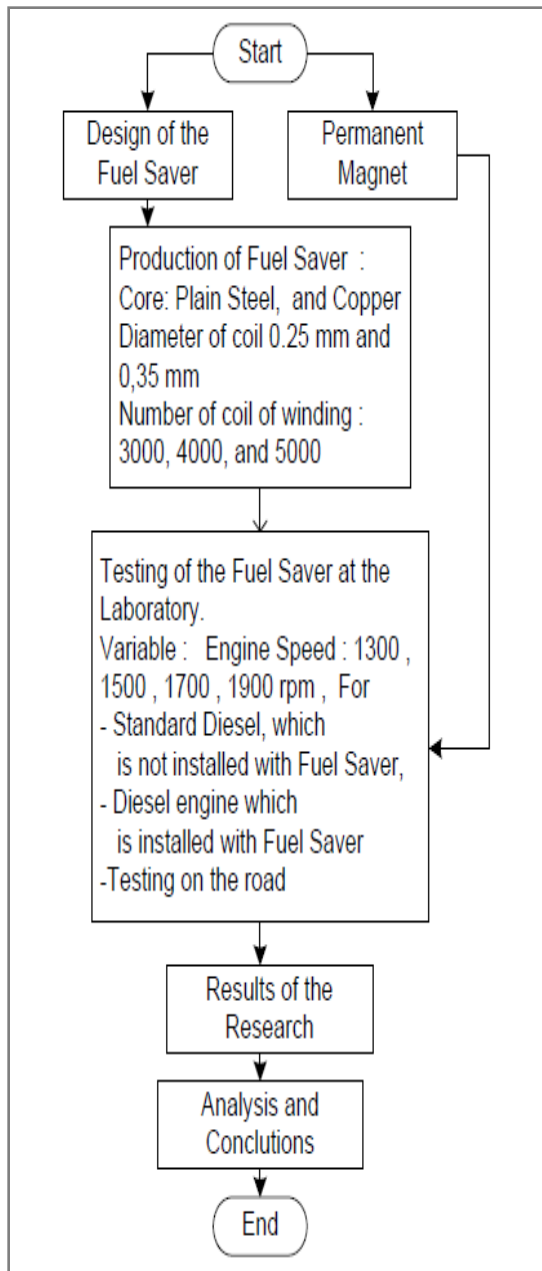 Start
Design of the
Fuel Saver
Permanent
Magnet
Production of Fuel Saver :
Core: Plain Steel, and Copper
Diameter of coil 0.25 mm and
0,35 mm
Number of coil of winding :
3000, 4000, and 5000
Testing of the Fuel Saver at the
Laboratory.
Variable : Engine Speed : 1300 ,
1500 , 1700 , 1900 rpm , For
- Standard Diesel, which
is not installed with Fuel Saver,
- Diesel engine which
is installed with Fuel Saver
-Testing on the road
Results of the
Research
Analysis and
Conclutions
End